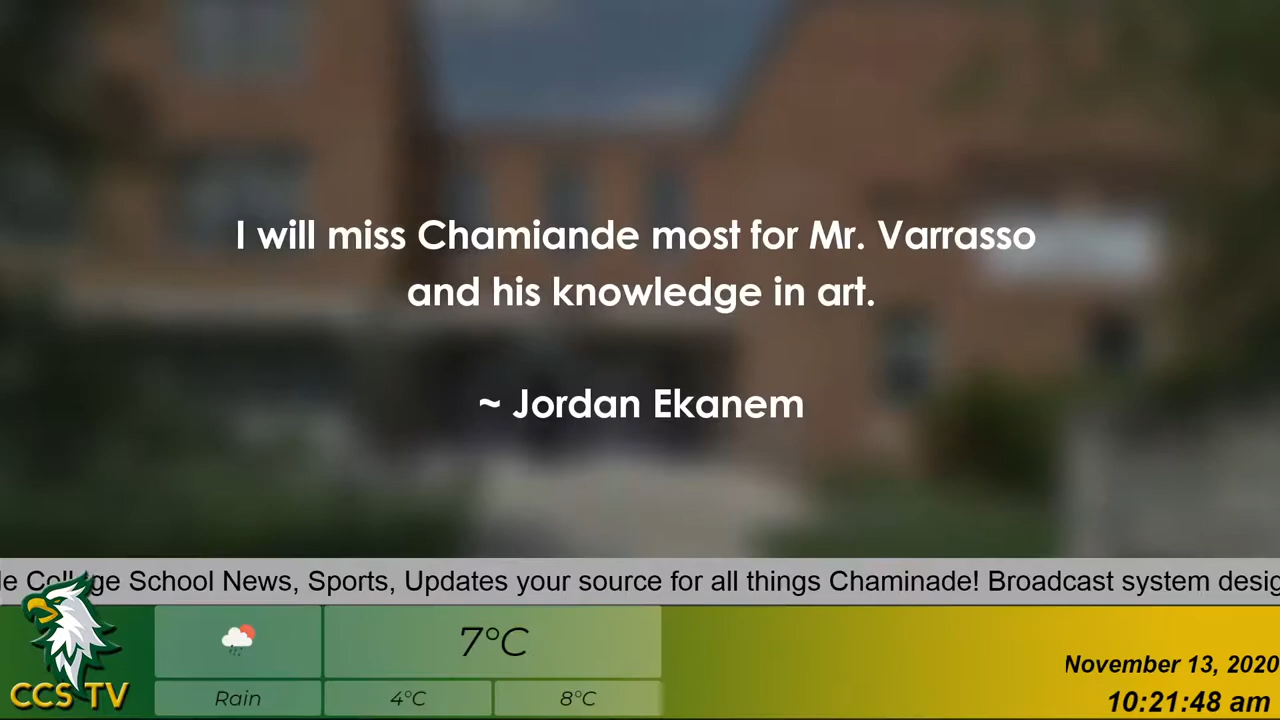 I will miss Chamiande most for Mr. Varrasso
and his knowledge in art.
~ Jordan Ekanem
College School News, Sports, Updates your source for all things Chaminade! Broadcast system
7°C
Rain
4°C
8°C
CCS TV
November 13, 2020
10:21:48 am